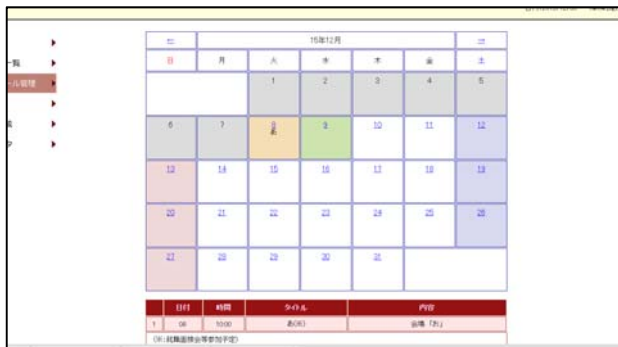 ← 15年12月 →
日 月 火 水 木 金 土
1 2 3 4 5
6 7 8 9 10 11 12
あ
13 14 15 16 17 18 19
20 21 22 23 24 25 26
27 28 29 30 31
日付 時間 タイトル 内容
1 08 10:00 会場「お」